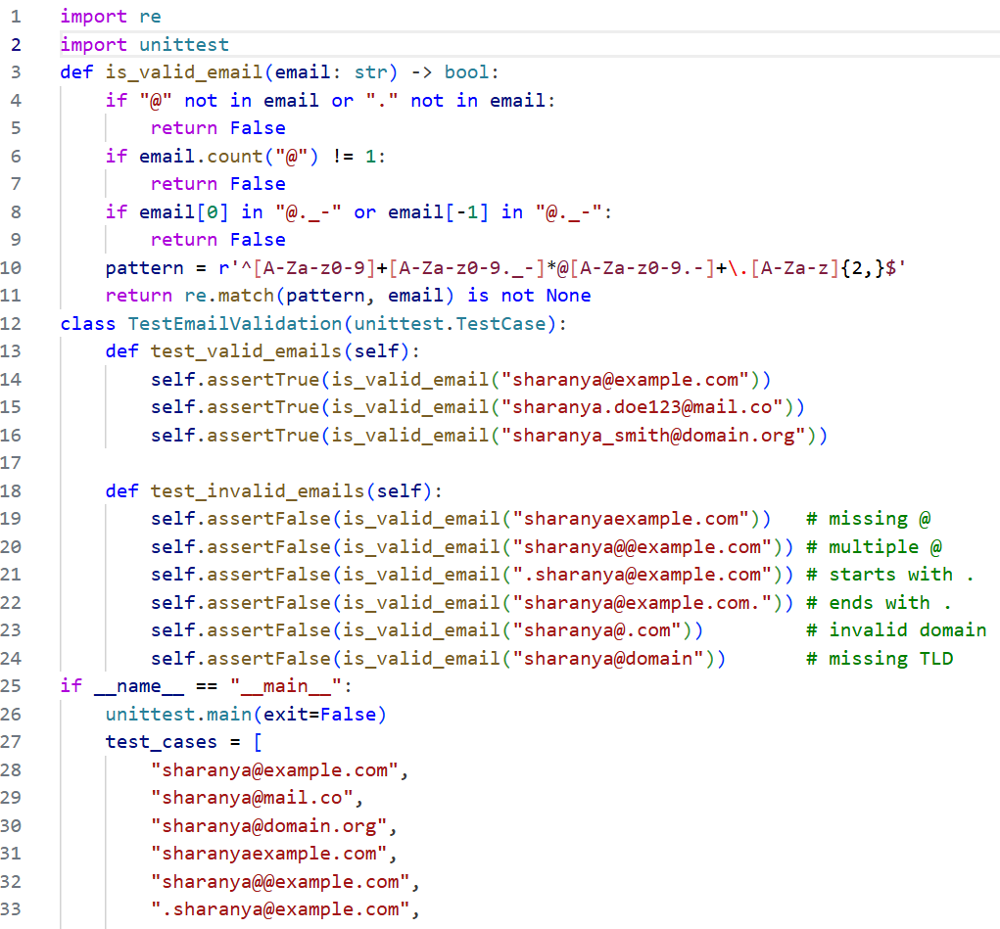 1 import re
2 import unittest
3 def is_valid_email(email: str) -> bool:
4     if "@" not in email or "." not in email:
5         return False
6     if email.count("@") != 1:
7         return False
8     if email[0] in "@._-" or email[-1] in "@._-":
9         return False
10     pattern = r'^[A-Za-z0-9]+[A-Za-z0-9._-]*@[A-Za-z0-9.-]+\.[A-Za-z]{2,}$'
11     return re.match(pattern, email) is not None
12 class TestEmailValidation(unittest.TestCase):
13     def test_valid_emails(self):
14         self.assertTrue(is_valid_email("sharanya@example.com"))
15         self.assertTrue(is_valid_email("sharanya.doe123@mail.co"))
16         self.assertTrue(is_valid_email("sharanya_smith@domain.org"))
17
18     def test_invalid_emails(self):
19         self.assertFalse(is_valid_email("sharanyaexample.com"))   # missing @
20         self.assertFalse(is_valid_email("sharanya@@example.com")) # multiple @
21         self.assertFalse(is_valid_email(".sharanya@example.com")) # starts with .
22         self.assertFalse(is_valid_email("sharanya@example.com.")) # ends with .
23         self.assertFalse(is_valid_email("sharanya@.com"))         # invalid domain
24         self.assertFalse(is_valid_email("sharanya@domain"))       # missing TLD
25 if __name__ == "__main__":
26     unittest.main(exit=False)
27     test_cases = [
28         "sharanya@example.com",
29         "sharanya@mail.co",
30         "sharanya@domain.org",
31         "sharanyaexample.com",
32         "sharanya@@example.com",
33         ".sharanya@example.com",